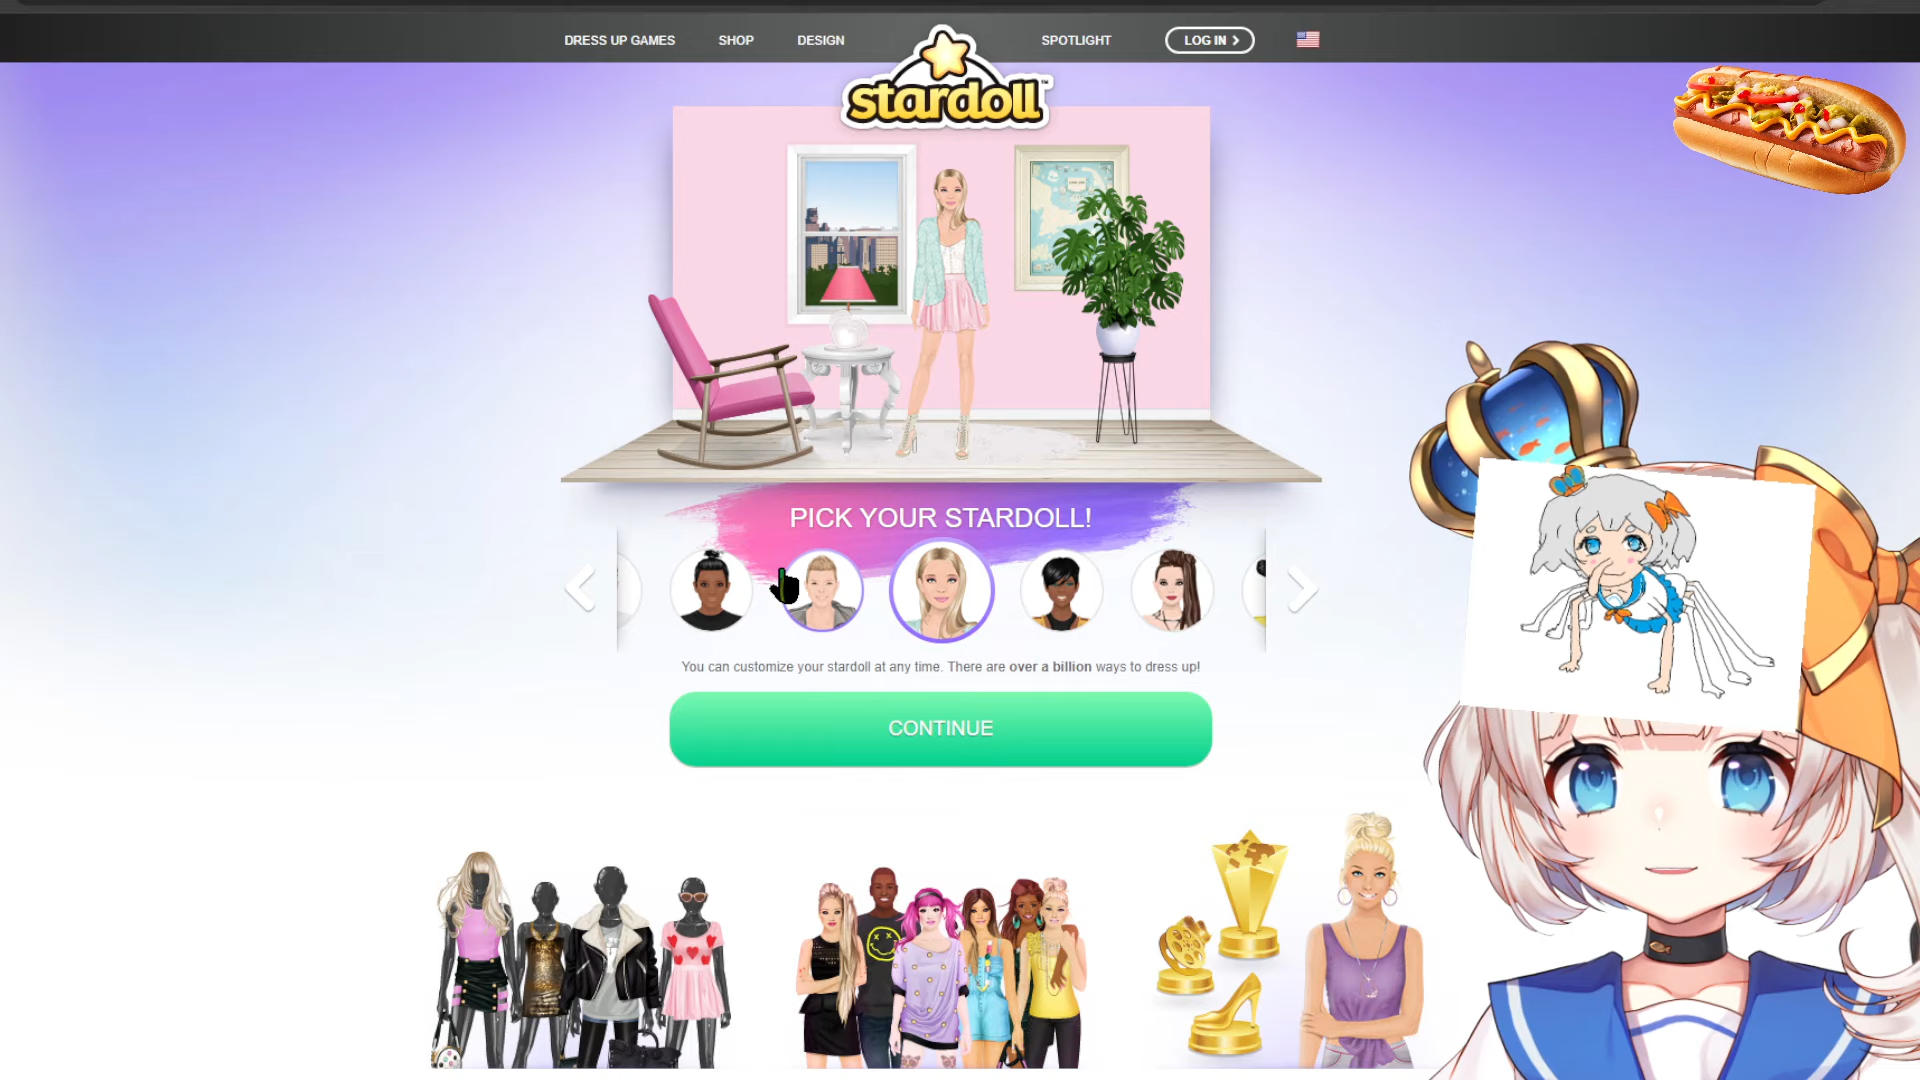 DRESS UP GAMES SHOP DESIGN SPOTLIGHT LOG IN
stardoll™
PICK YOUR STARDOLL!
You can customize your stardoll at any time. There are over a billion ways to dress up!
CONTINUE